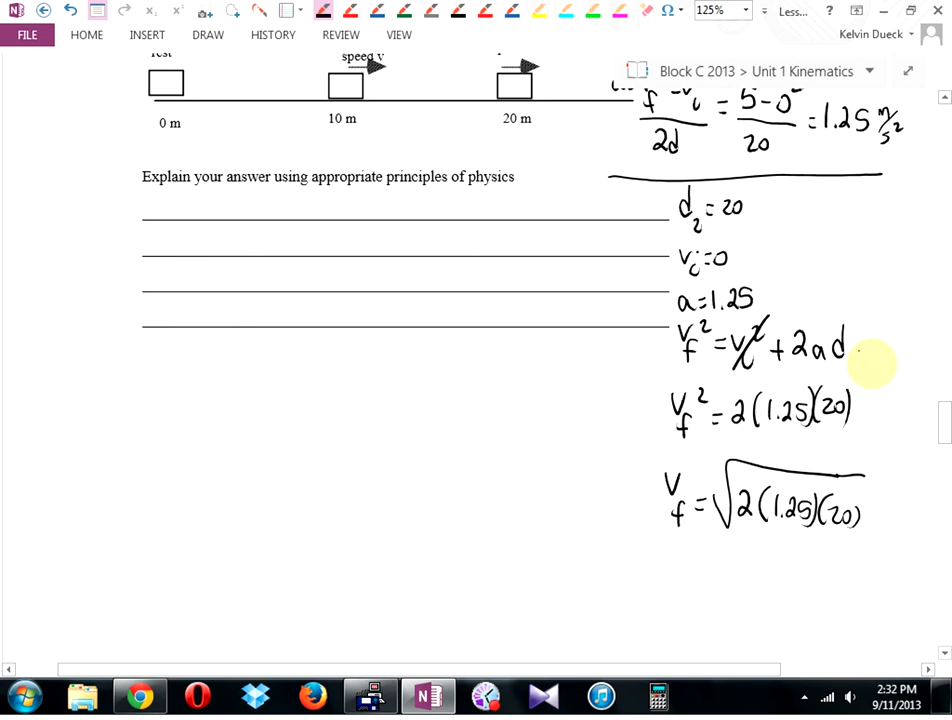 125%
Less...
?
FILE HOME INSERT DRAW HISTORY REVIEW VIEW
Kelvin Dueck
speed v
Block C 2013 > Unit 1 Kinematics
0 m
10 m
20 m
2d
5 - 0²
20
= 1.25 m/s²
Explain your answer using appropriate principles of physics
d₂ = 20
vᵢ = 0
a = 1.25
v_f² = vᵢ² + 2ad
v_f² = 2(1.25)(20)
v_f = √2(1.25)(20)
2:32 PM
9/11/2013